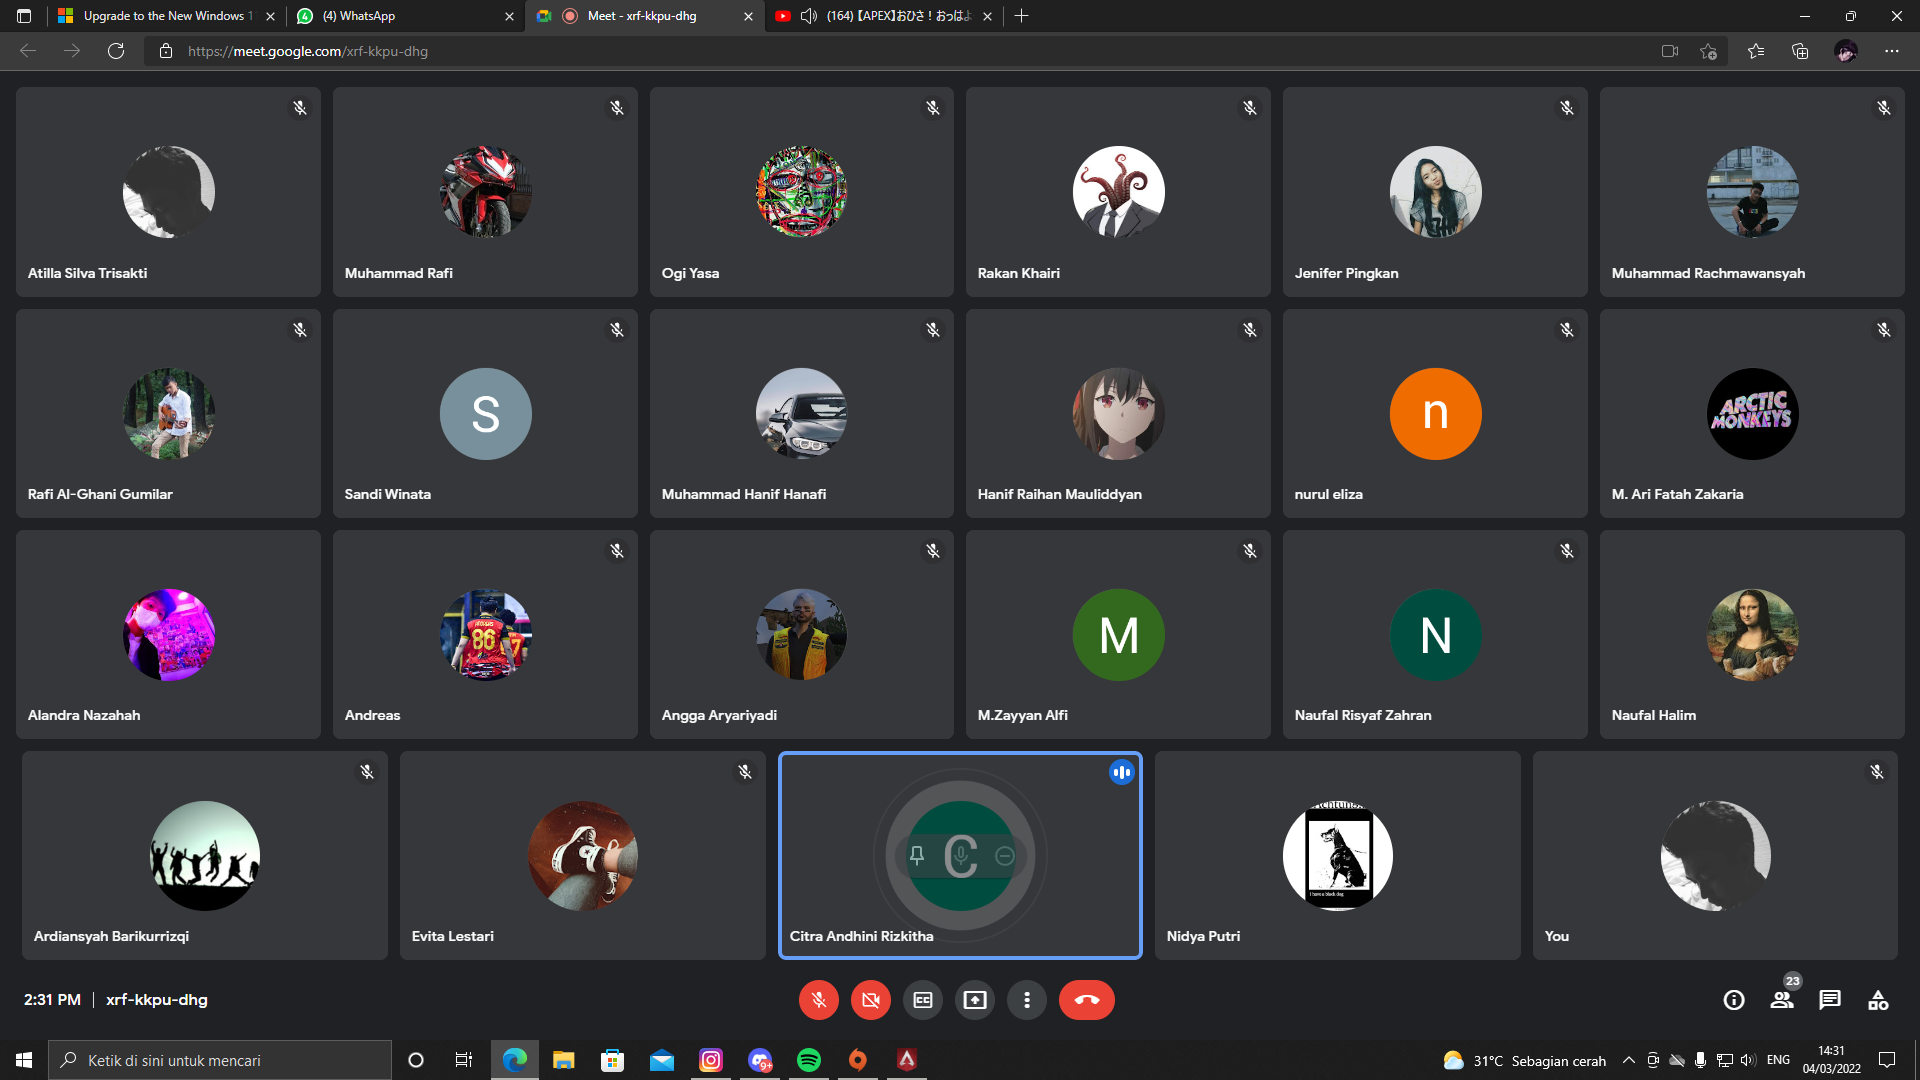 Upgrade to the New Windows 1
(4) WhatsApp
Meet - xrf-kkpu-dhg
(164)【APEX】おひさ！おっはよ
https://meet.google.com/xrf-kkpu-dhg
Atilla Silva Trisakti
Muhammad Rafi
Ogi Yasa
Rakan Khairi
Jenifer Pingkan
Muhammad Rachmawansyah
S
n
ARCTIC
MONKEYS
Rafi Al-Ghani Gumilar
Sandi Winata
Muhammad Hanif Hanafi
Hanif Raihan Mauliddyan
nurul eliza
M. Ari Fatah Zakaria
86
M
N
Alandra Nazahah
Andreas
Angga Aryariyadi
M.Zayyan Alfi
Naufal Risyaf Zahran
Naufal Halim
C
Achtung
I have a black dog
Ardiansyah Barikurrizqi
Evita Lestari
Citra Andhini Rizkitha
Nidya Putri
You
2:31 PM | xrf-kkpu-dhg
23
Ketik di sini untuk mencari
9+
31°C Sebagian cerah
ENG
14:31
04/03/2022